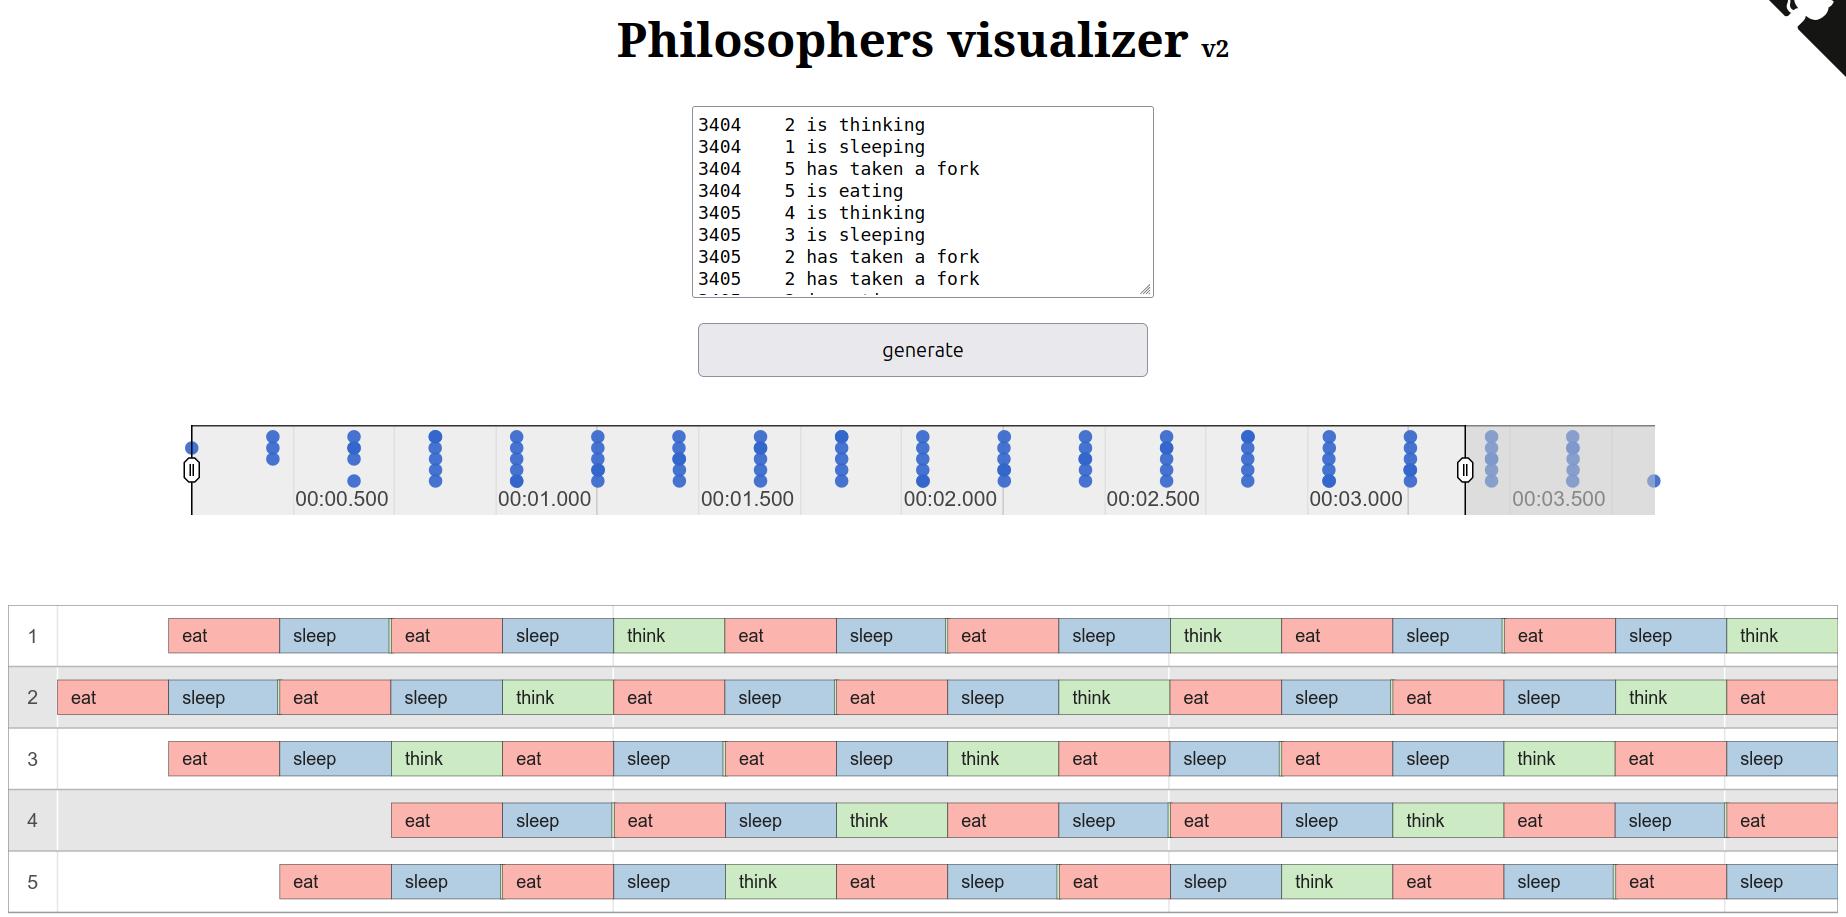 Philosophers visualizer v2
3404    2 is thinking
3404    1 is sleeping
3404    5 has taken a fork
3404    5 is eating
3405    4 is thinking
3405    3 is sleeping
3405    2 has taken a fork
3405    2 has taken a fork
generate
00:00.500 00:01.000 00:01.500 00:02.000 00:02.500 00:03.000 00:03.500
1 eat sleep eat sleep think eat sleep eat sleep think eat sleep eat sleep think
2 eat sleep eat sleep think eat sleep eat sleep think eat sleep eat sleep think eat
3 eat sleep think eat sleep eat sleep think eat sleep eat sleep think eat sleep
4 eat sleep eat sleep think eat sleep eat sleep think eat sleep eat
5 eat sleep eat sleep think eat sleep eat sleep think eat sleep eat sleep